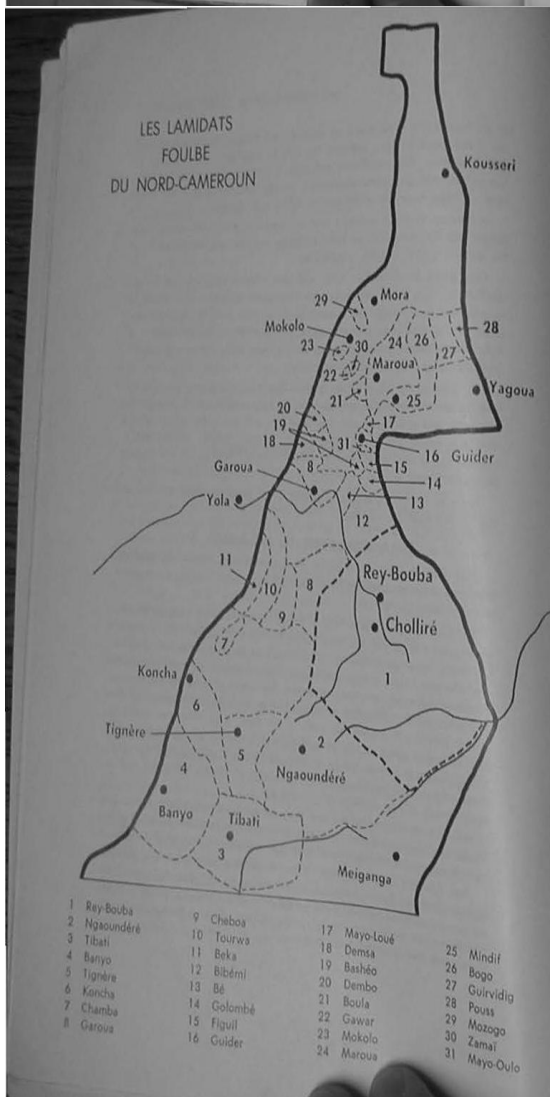 LES LAMIDATS
FOULBE
DU NORD-CAMEROUN
Kousseri
29
Mora
Mokolo
23
30
24
26
28
22
Maroua
27
21
25
Yagoua
20
17
19
18
31
16 Guider
8
15
Garoua
14
13
Yola
12
11
10
8
Rey-Bouba
9
Cholliré
7
1
Koncha
6
Tignère
5
2
4
Ngaoundéré
Banyo
Tibati
3
Meiganga
1 Rey-Bouba
2 Ngaoundéré
3 Tibati
4 Banyo
5 Tignère
6 Koncha
7 Chamba
8 Garoua
9 Cheboa
10 Tourwa
11 Beka
12 Bibémi
13 Bé
14 Golombé
15 Figuil
16 Guider
17 Mayo-Loué
18 Demsa
19 Bashéo
20 Dembo
21 Boula
22 Gawar
23 Mokolo
24 Maroua
25 Mindif
26 Bogo
27 Guirvidig
28 Pouss
29 Mozogo
30 Zamaï
31 Mayo-Oulo